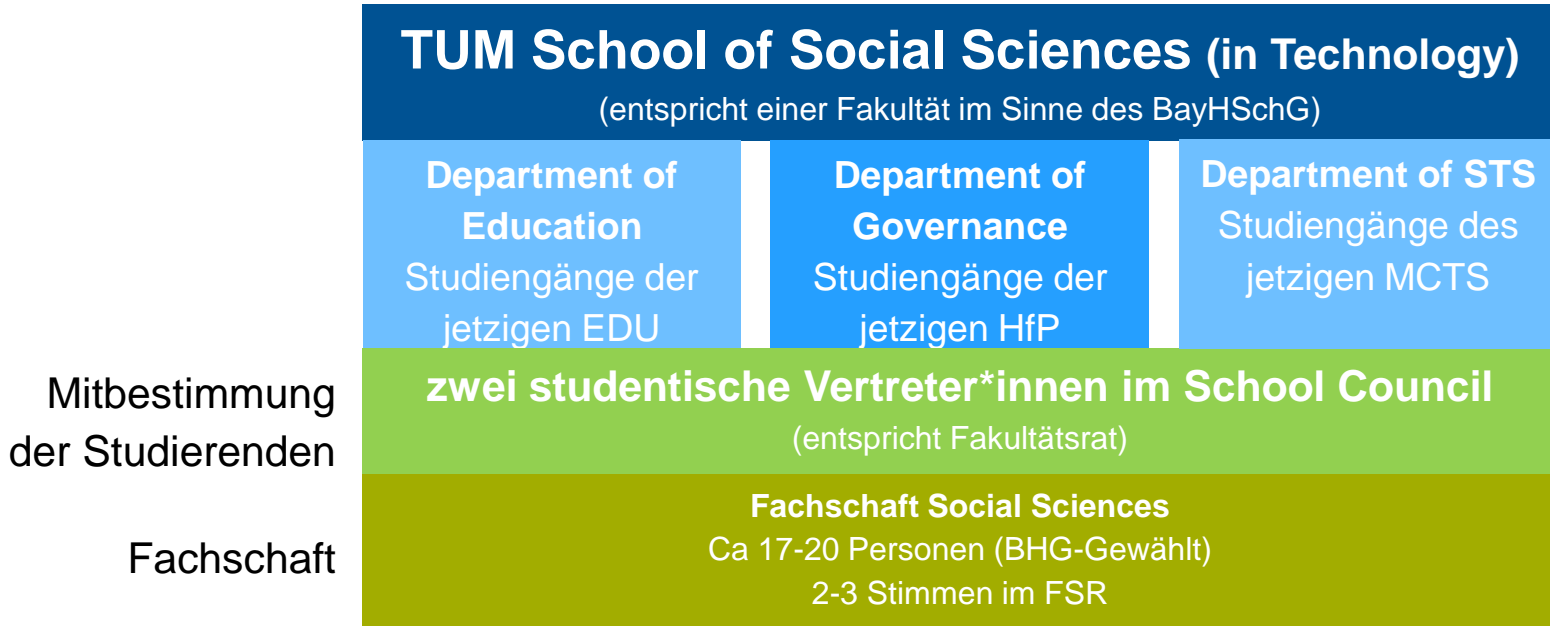 TUM School of Social Sciences (in Technology)
(entspricht einer Fakultät im Sinne des BayHSchG)
Department of
Education
Studiengänge der
jetzigen EDU
Department of
Governance
Studiengänge der
jetzigen HfP
Department of STS
Studiengänge des
jetzigen MCTS
Mitbestimmung
der Studierenden
zwei studentische Vertreter*innen im School Council
(entspricht Fakultätsrat)
Fachschaft
Fachschaft Social Sciences
Ca 17-20 Personen (BHG-Gewählt)
2-3 Stimmen im FSR